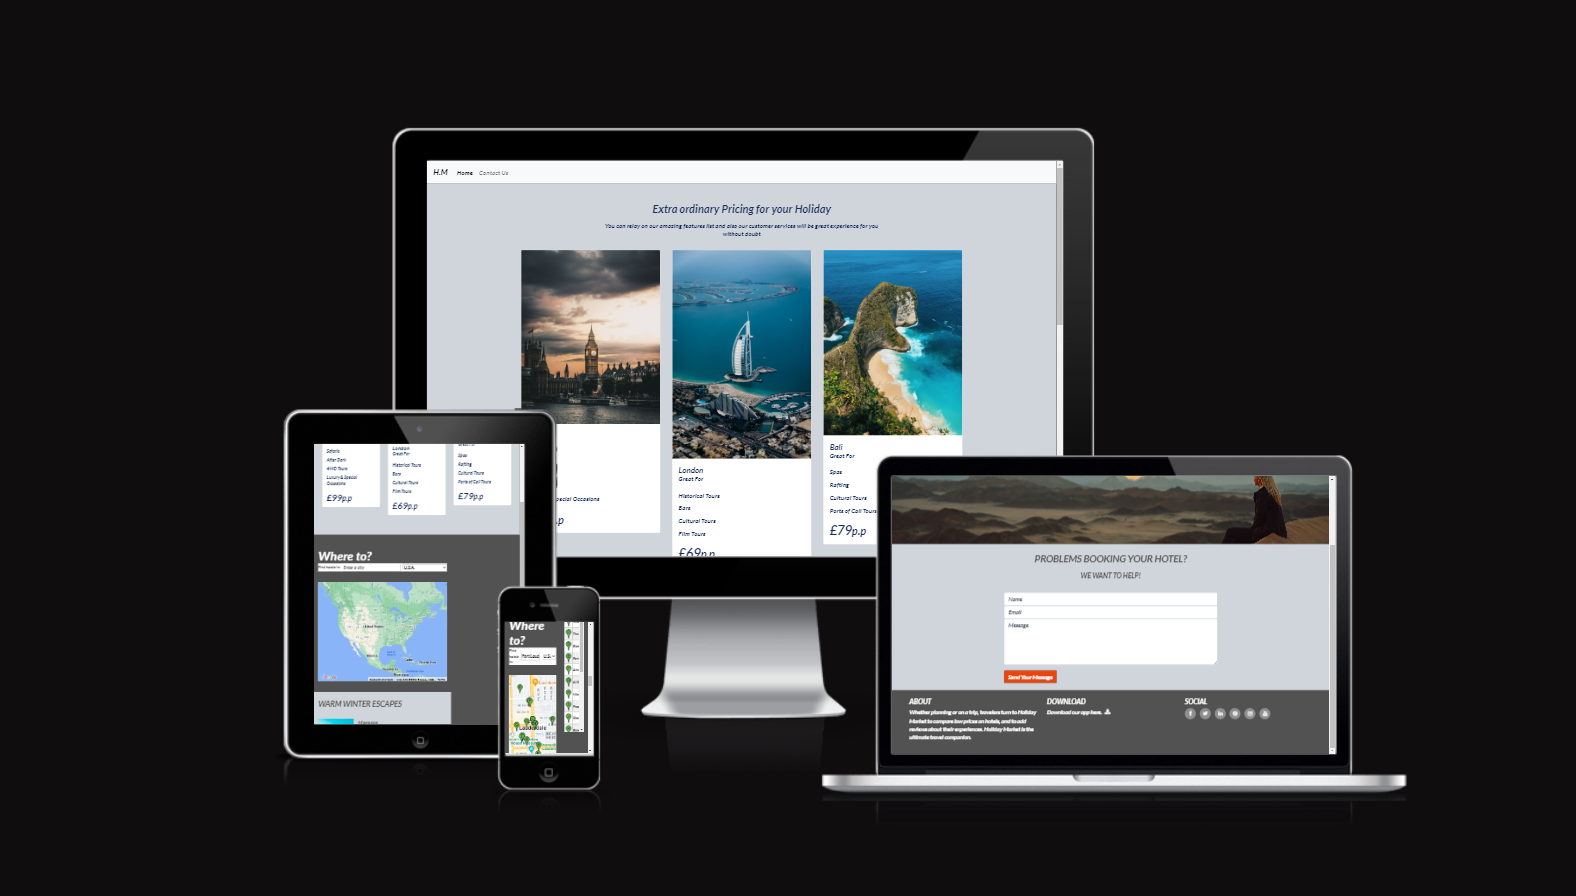 H.M Home Contact Us
Extra ordinary Pricing for your Holiday
You can relay on our amazing features list and also our customer services will be great experience for you
without doubt
pecial Occasions
.p
London
Great For
Historical Tours
Bars
Cultural Tours
Film Tours
£69p.p
Bali
Great For
Spas
Rafting
Cultural Tours
Ports of Call Tours
£79p.p
Safaris
After Dark
4WD Tours
Luxury & Special
Occasions
£99p.p
London
Great For
Historical Tours
Bars
Cultural Tours
Film Tours
£69p.p
Spas
Rafting
Cultural Tours
Ports of Call Tours
£79p.p
Where to?
Find hotels in: Enter a city U.S.A.
United States
WARM WINTER ESCAPES
Where
to?
Portland U.S.
PROBLEMS BOOKING YOUR HOTEL?
WE WANT TO HELP!
Name
Email
Message
Send Your Message
ABOUT
Whether planning or on a trip, travelers turn to Holiday
Market to compare low prices on hotels, and to add
reviews about their experiences. Holiday Market is the
ultimate travel companion.
DOWNLOAD
Download our app here.
SOCIAL